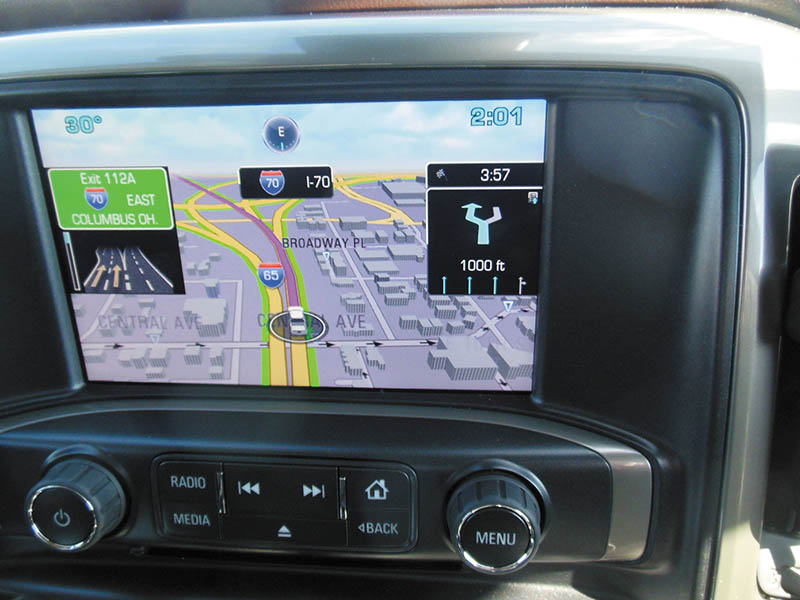 30°
E
2:01
Exit 112A
70 EAST
COLUMBUS OH.
70 I-70
3:57
1000 ft
BROADWAY PL
65
CENTRAL AVE
CENTRAL AVE
RADIO
MEDIA
BACK
MENU